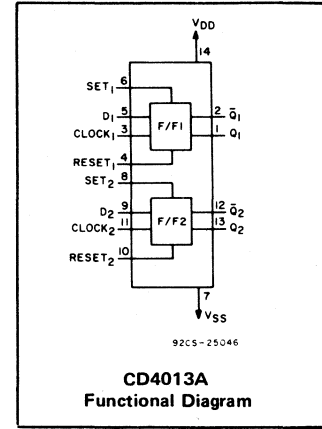 VDD
14
SET1 6
D1 5 2 Q̅1
F/F1
CLOCK1 3 1 Q1
RESET1 4
SET2 8
D2 9 12 Q̅2
F/F2
CLOCK2 11 13 Q2
RESET2 10
7
VSS
92CS-25046
CD4013A
Functional Diagram